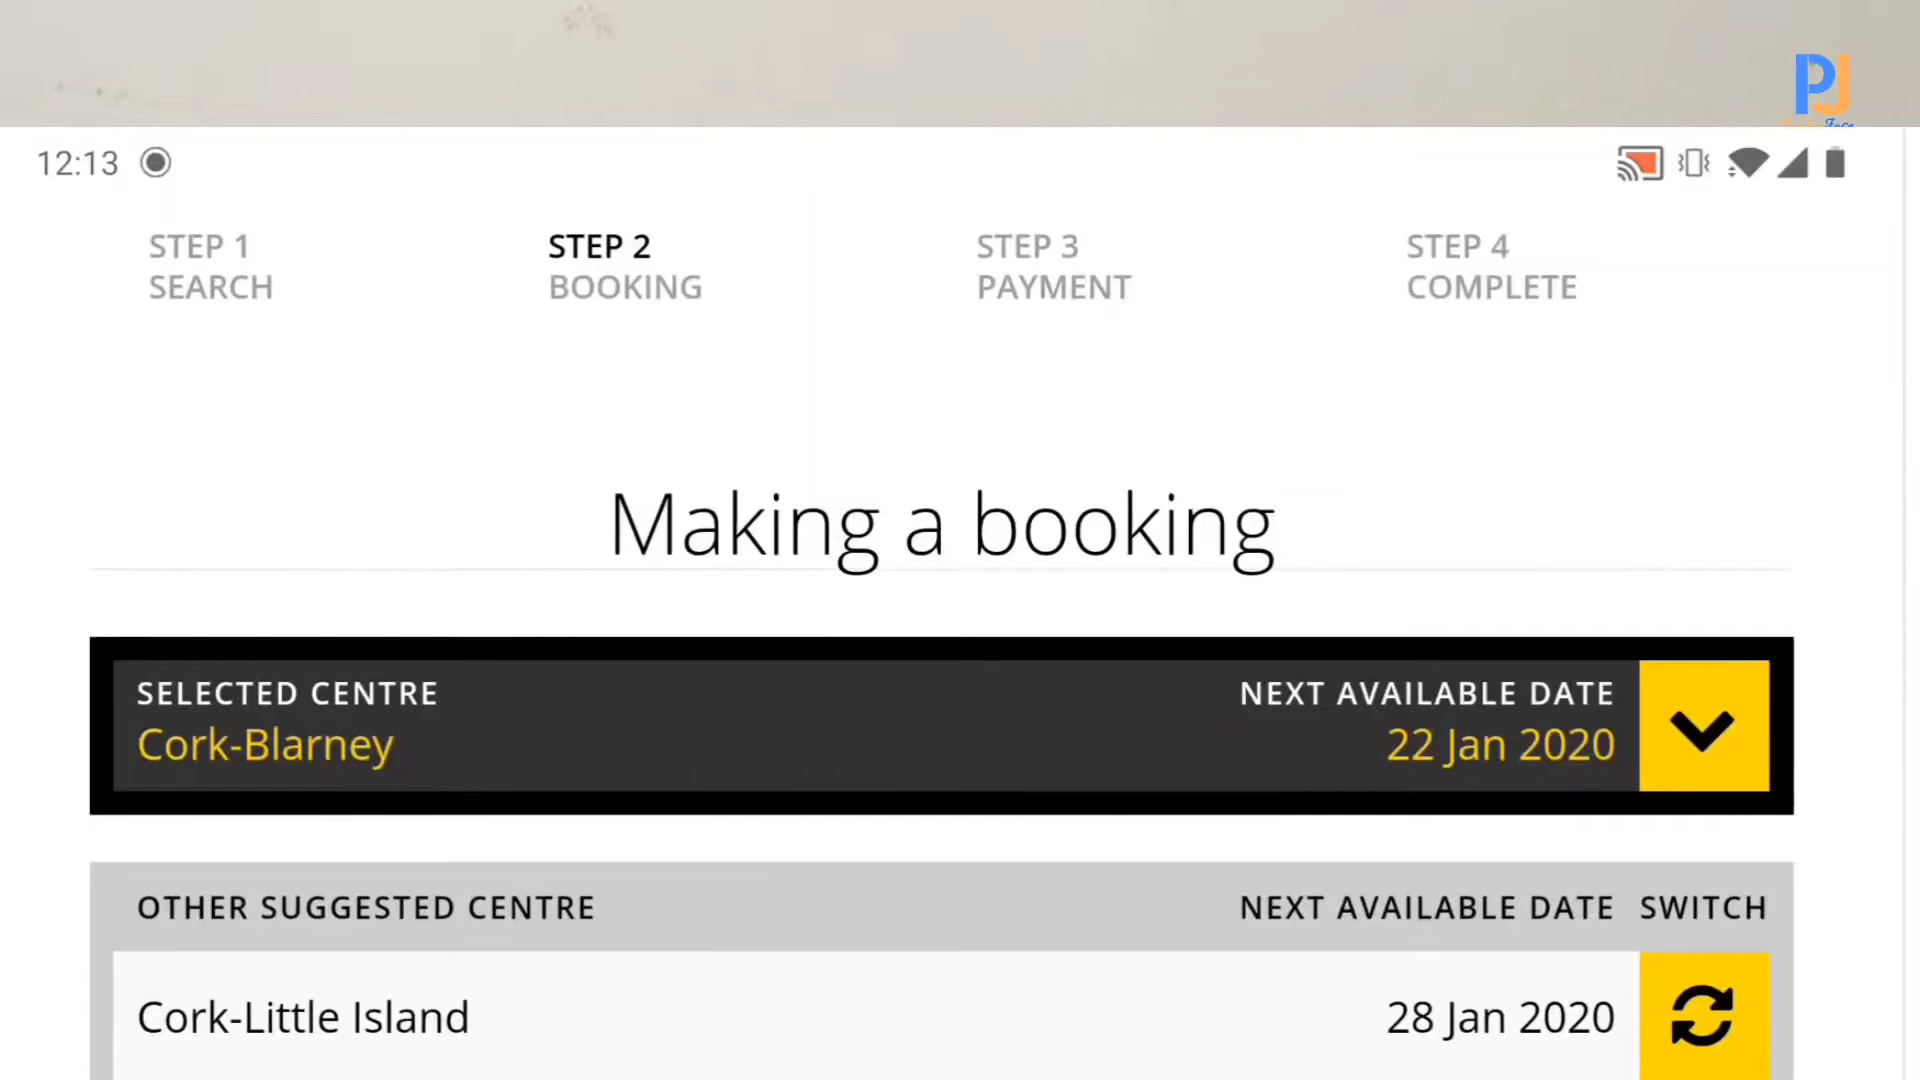 PJ
12:13
STEP 1
SEARCH
STEP 2
BOOKING
STEP 3
PAYMENT
STEP 4
COMPLETE
Making a booking
SELECTED CENTRE
Cork-Blarney
NEXT AVAILABLE DATE
22 Jan 2020
OTHER SUGGESTED CENTRE
NEXT AVAILABLE DATE
SWITCH
Cork-Little Island
28 Jan 2020